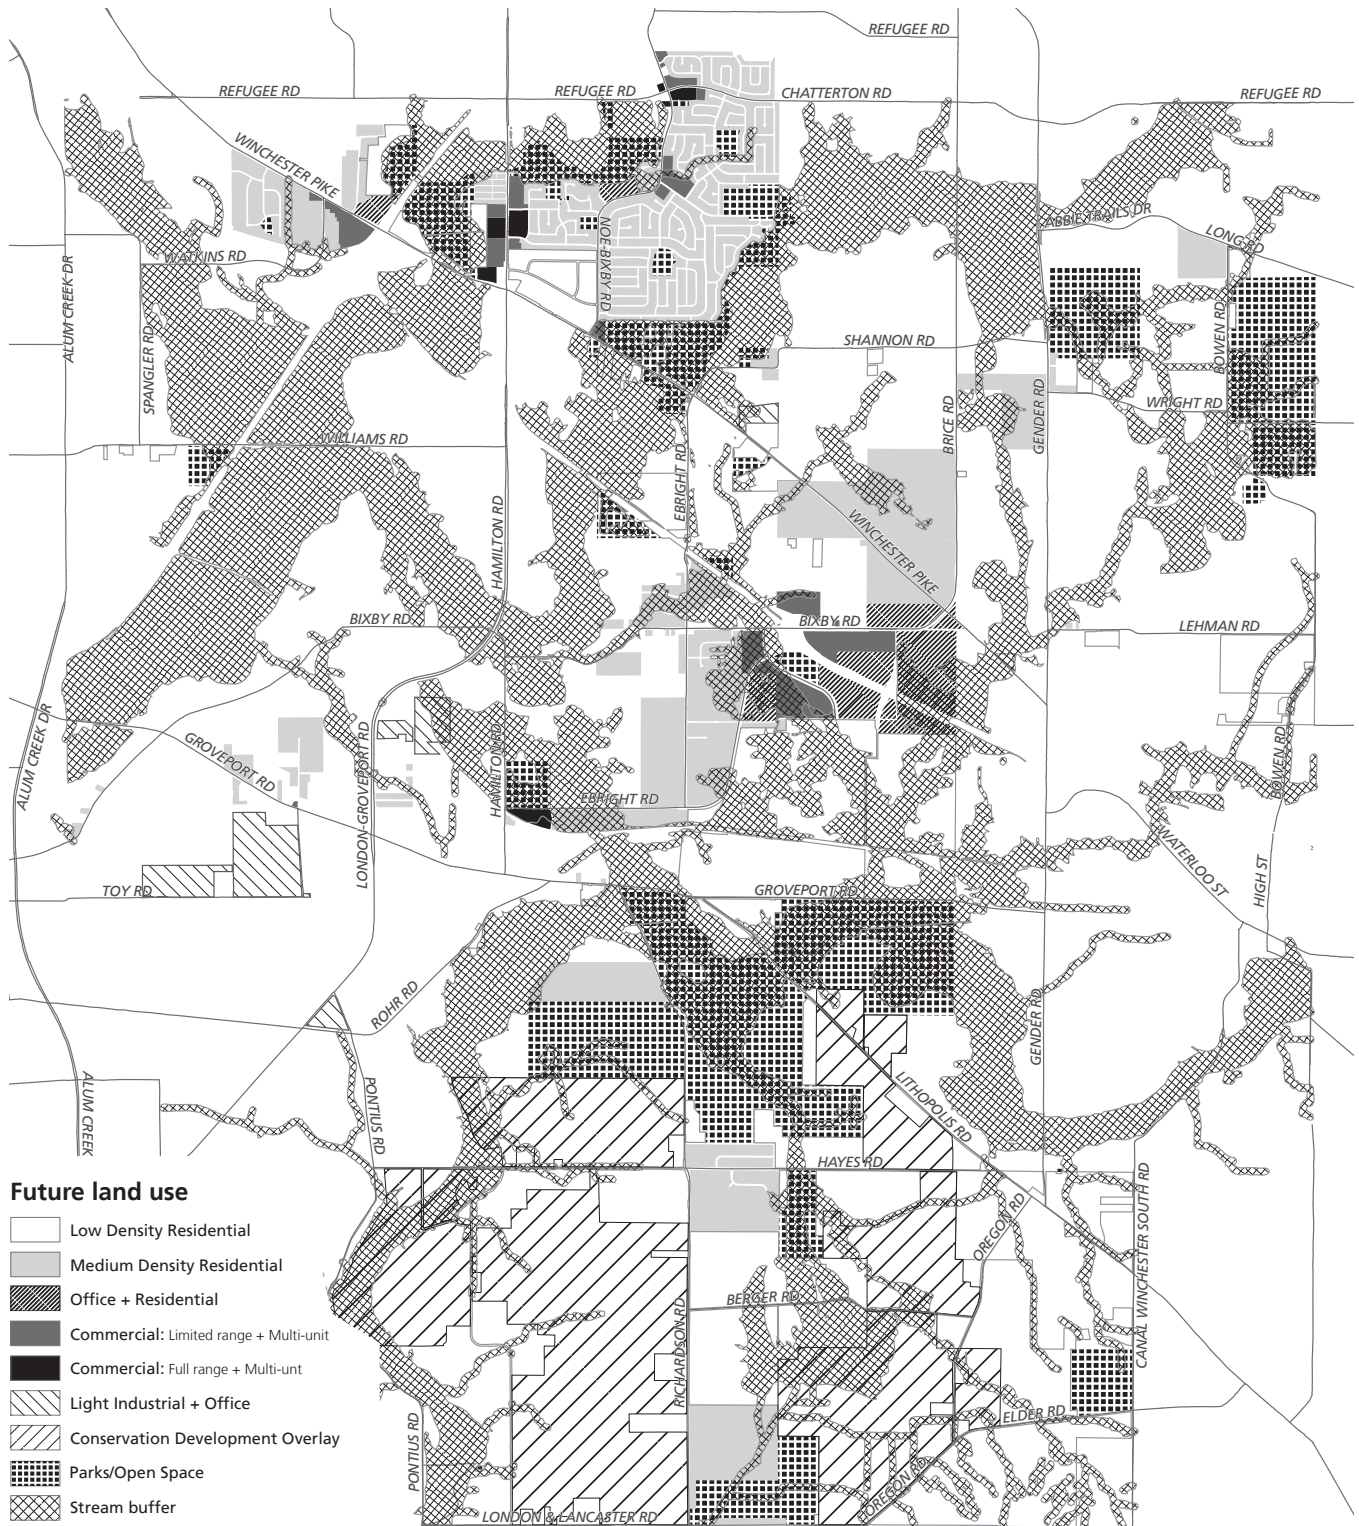 REFUGEE RD
REFUGEE RD
REFUGEE RD
CHATTERTON RD
REFUGEE RD
WINCHESTER PIKE
ABBIE TRAILS DR
LONG RD
NOE-BIXBY RD
WATKINS RD
ALUM CREEK DR
SPANGLER RD
SHANNON RD
BOWEN RD
WRIGHT RD
BRICE RD
GENDER RD
WILLIAMS RD
EBRIGHT RD
HAMILTON RD
WINCHESTER PIKE
BIXBY RD
BIXBY RD
LEHMAN RD
ALUM CREEK DR
GROVEPORT RD
LONDON-GROVEPORT RD
HAMILTON RD
BOWEN RD
EBRIGHT RD
WATERLOO ST
HIGH ST
TOY RD
GROVEPORT RD
ROHR RD
GENDER RD
ALUM CREEK
PONTIUS RD
LITHOPOLIS RD
HAYES RD
CANAL WINCHESTER SOUTH RD
OREGON RD
BERGER RD
RICHARDSON RD
PONTIUS RD
ELDER RD
OREGON RD
LONDON & LANCASTER RD
Future land use
Low Density Residential
Medium Density Residential
Office + Residential
Commercial: Limited range + Multi-unit
Commercial: Full range + Multi-unt
Light Industrial + Office
Conservation Development Overlay
Parks/Open Space
Stream buffer